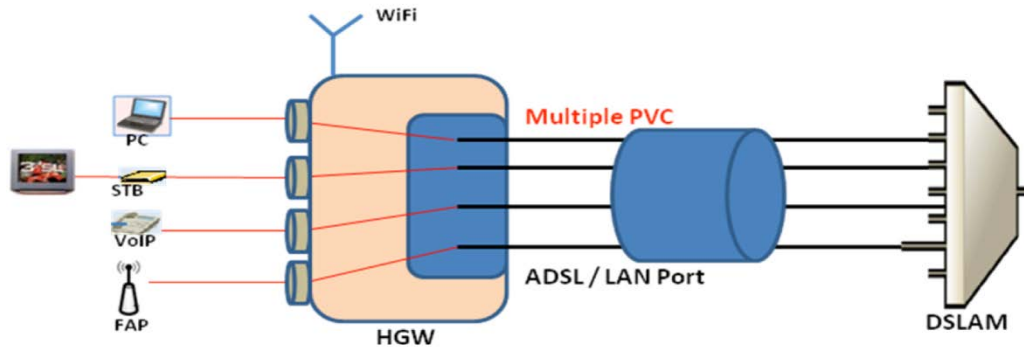 WiFi
PC
Multiple PVC
STB
VoIP
ADSL / LAN Port
FAP
HGW
DSLAM